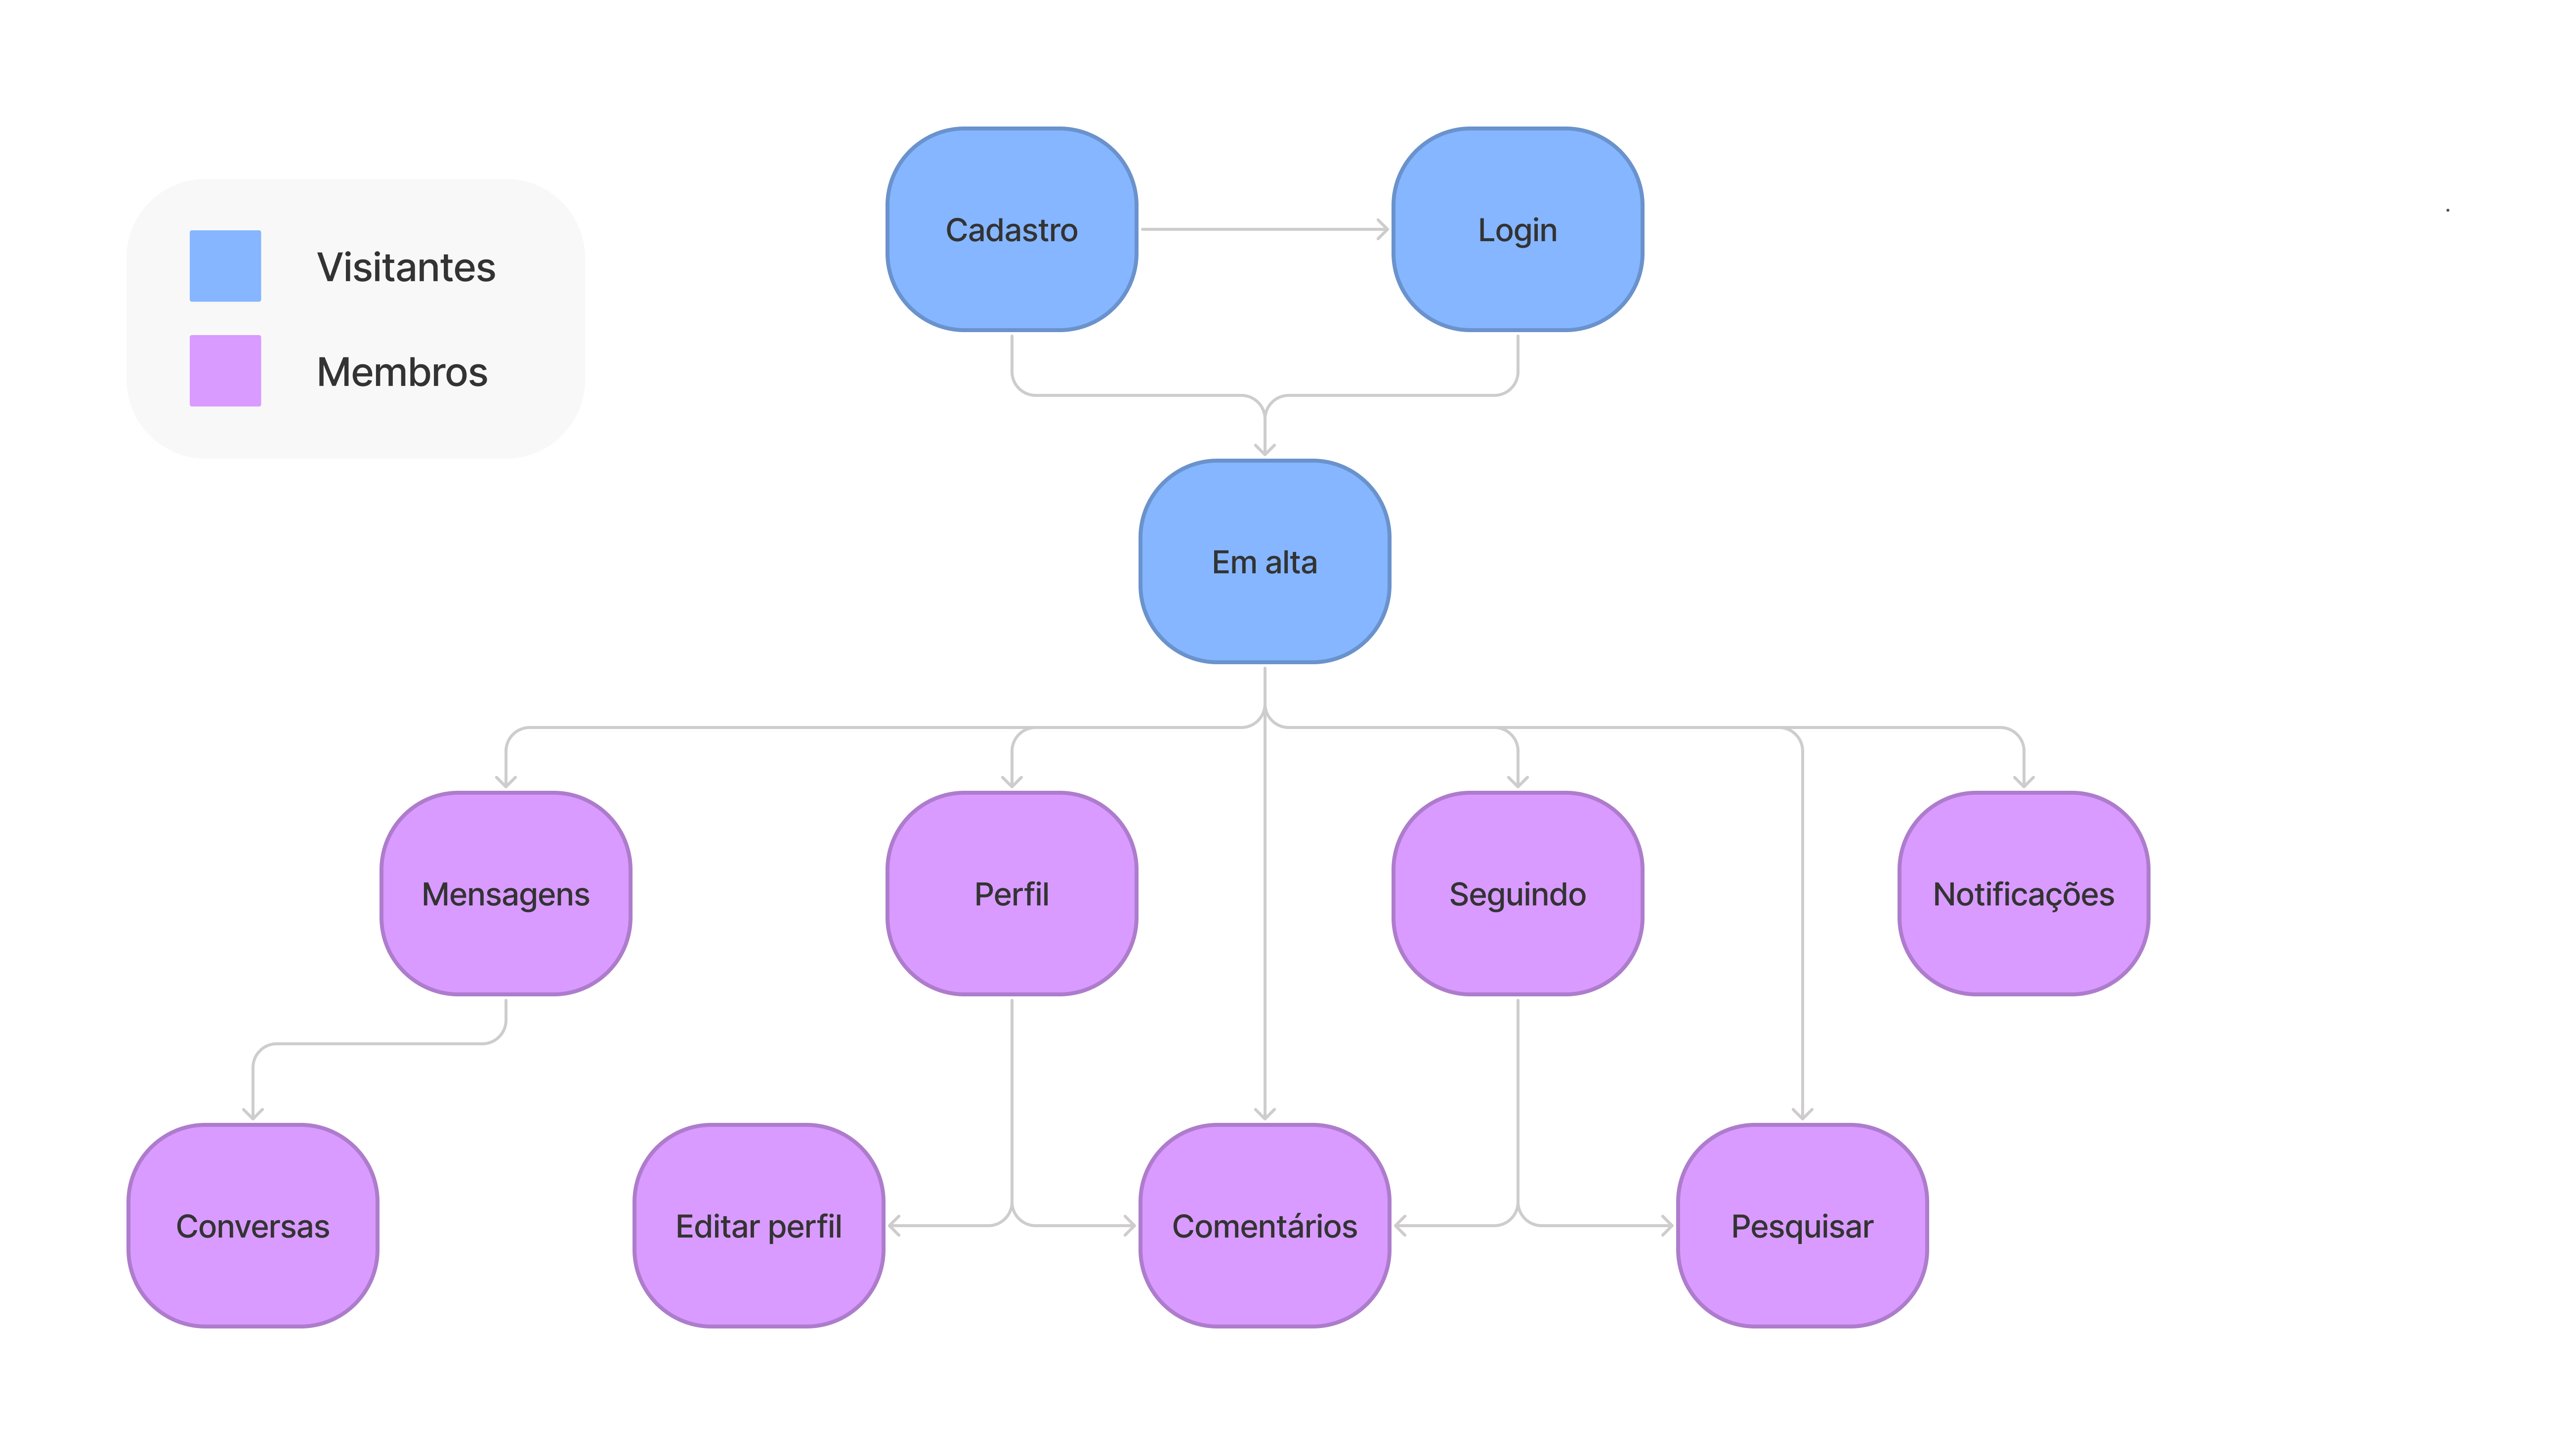 Visitantes
Membros
Cadastro
Login
Em alta
Mensagens
Perfil
Seguindo
Notificações
Conversas
Editar perfil
Comentários
Pesquisar
.